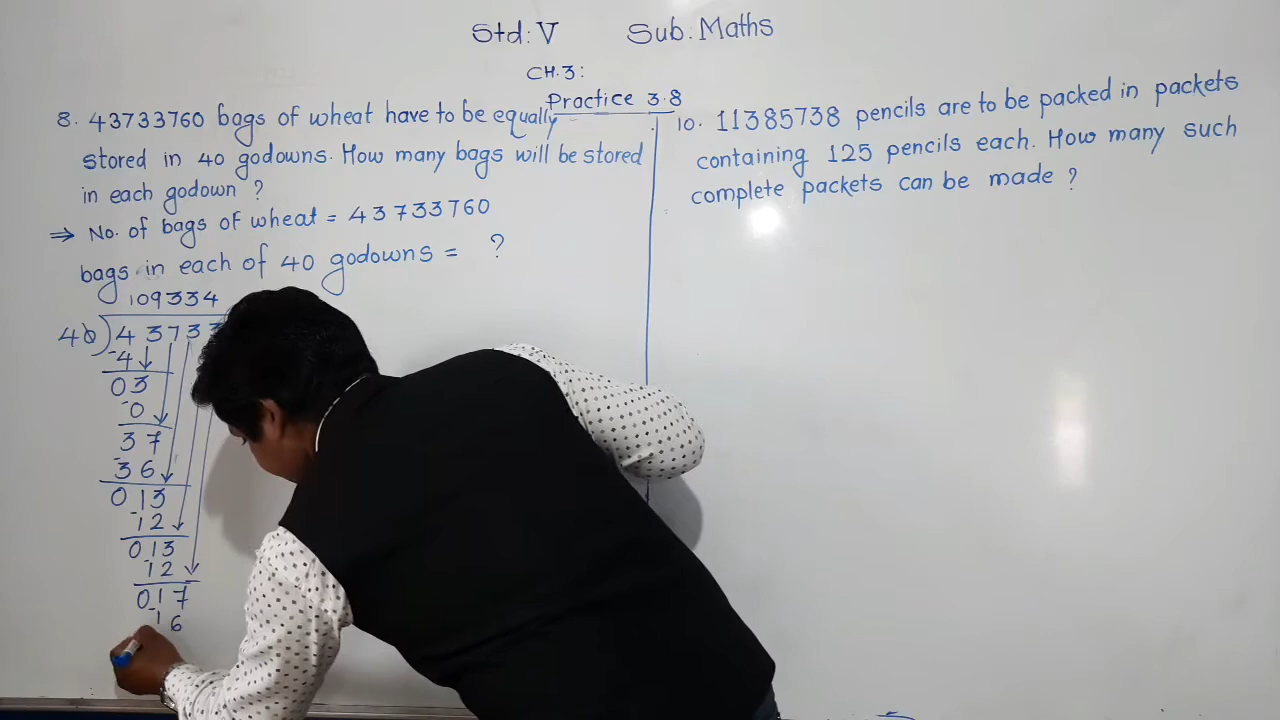 Std: V Sub: Maths
CH.3:
Practice 3.8
8. 43733760 bags of wheat have to be equally
stored in 40 godowns. How many bags will be stored
in each godown ?
⇒ No. of bags of wheat = 43733760
bags in each of 40 godowns = ?
109334
40 ) 4373
-4
03
-0
37
-36
013
-12
013
-12
017
-16
10. 11385738 pencils are to be packed in packets
containing 125 pencils each. How many such
complete packets can be made ?